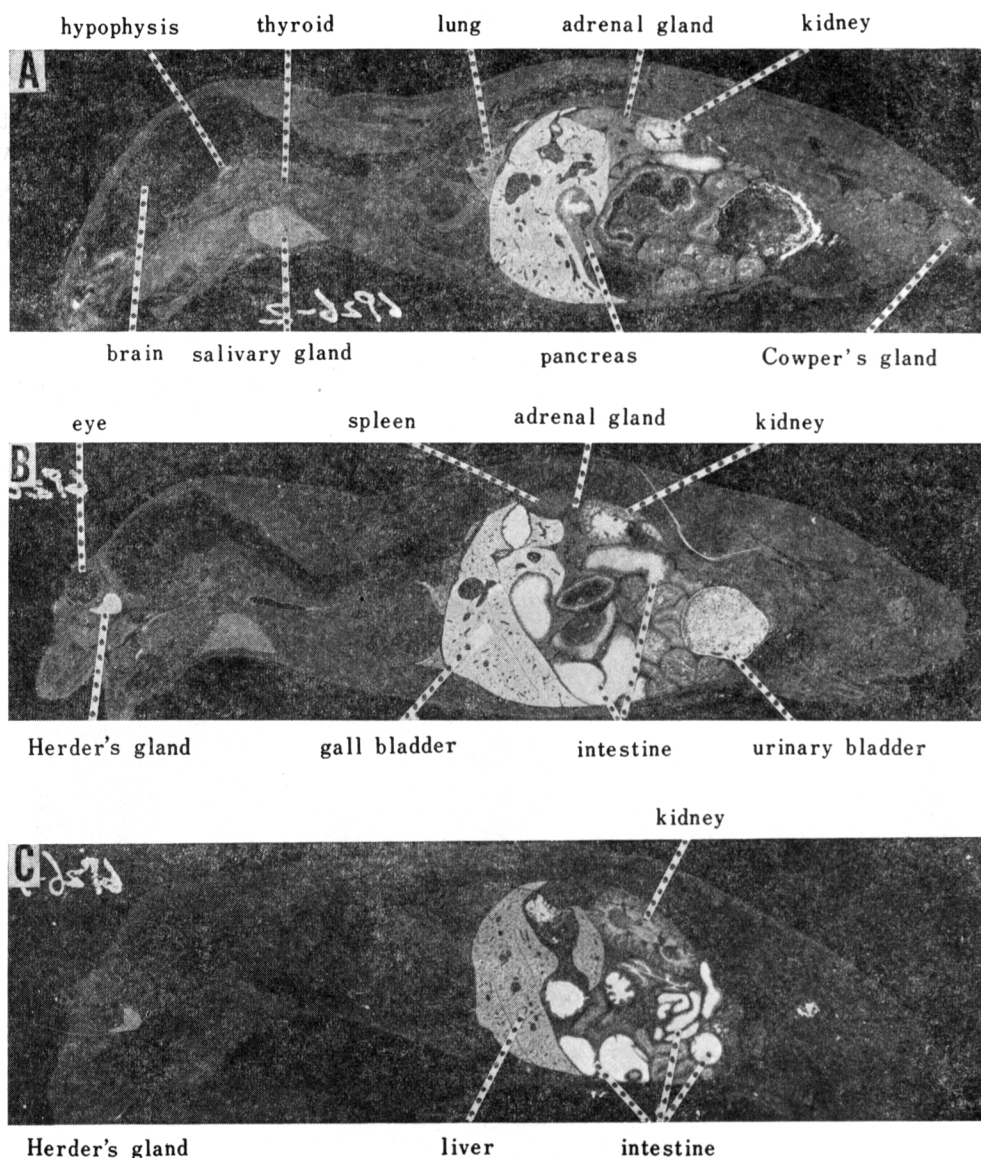 hypophysis thyroid lung adrenal gland kidney
A
brain salivary gland pancreas Cowper's gland
eye spleen adrenal gland kidney
B
Herder's gland gall bladder intestine urinary bladder
kidney
C
Herder's gland liver intestine